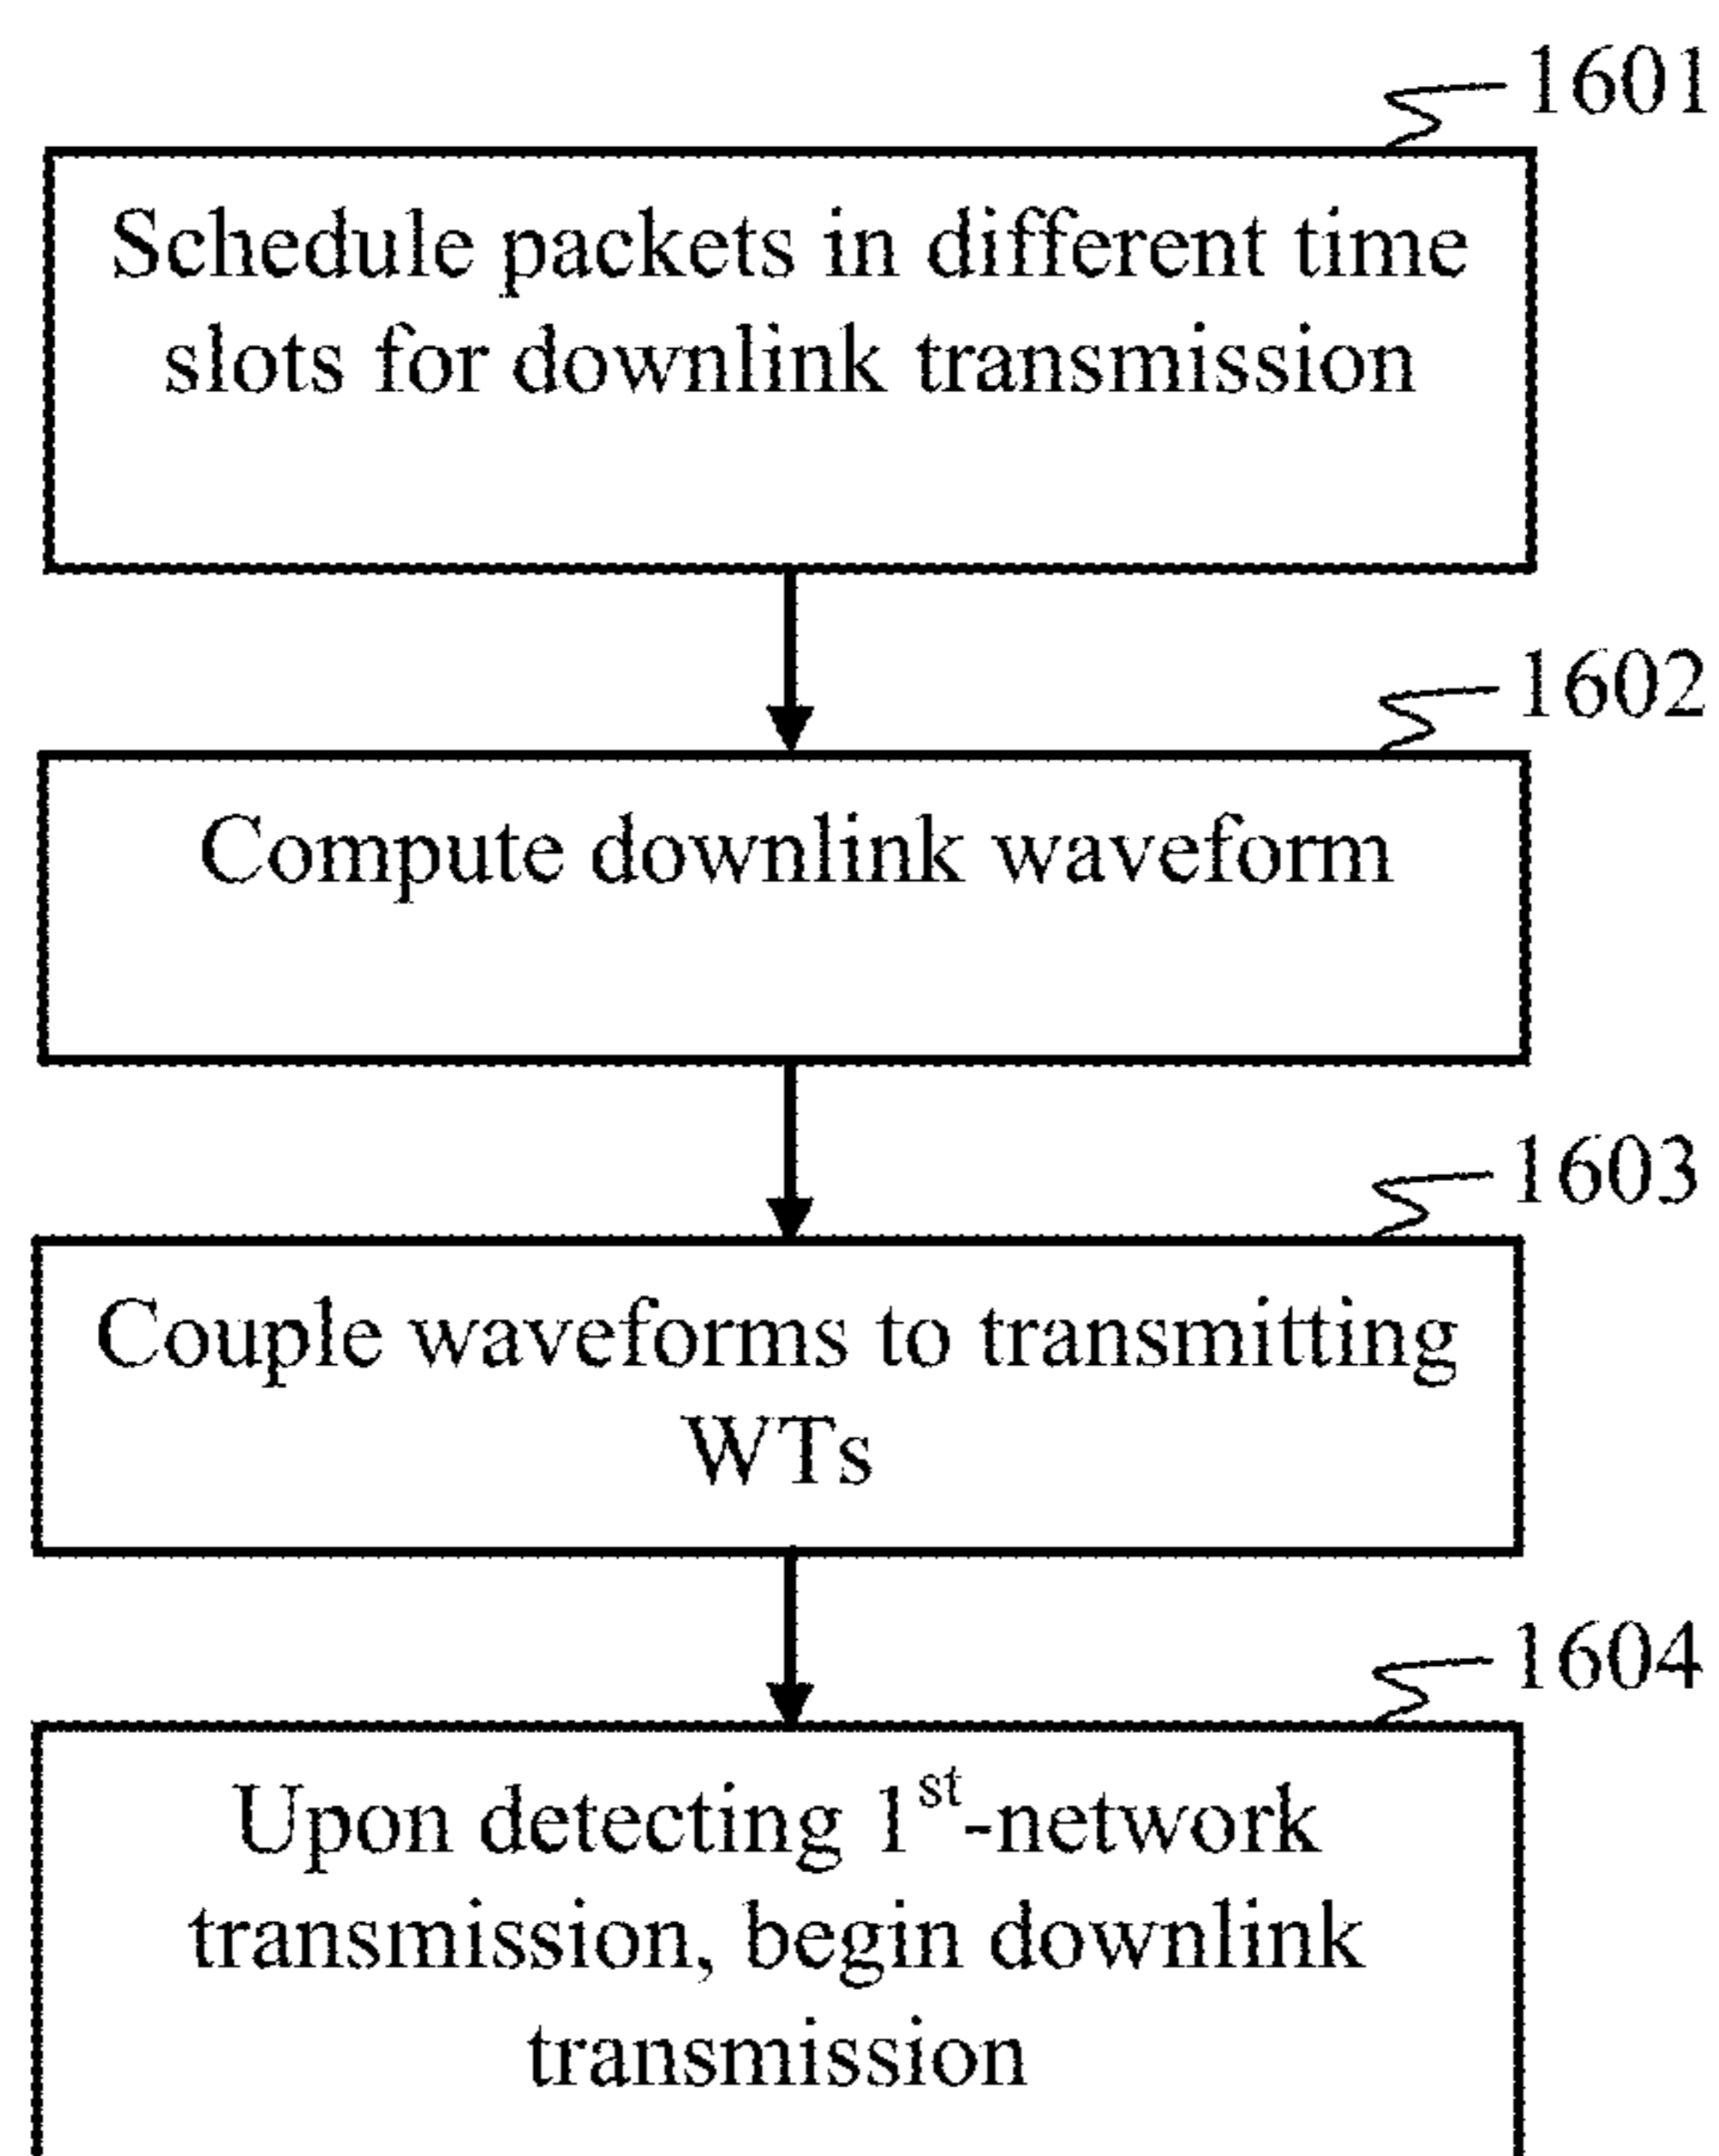 1601
Schedule packets in different time
slots for downlink transmission
1602
Compute downlink waveform
1603
Couple waveforms to transmitting
WTs
1604
Upon detecting 1st-network
transmission, begin downlink
transmission